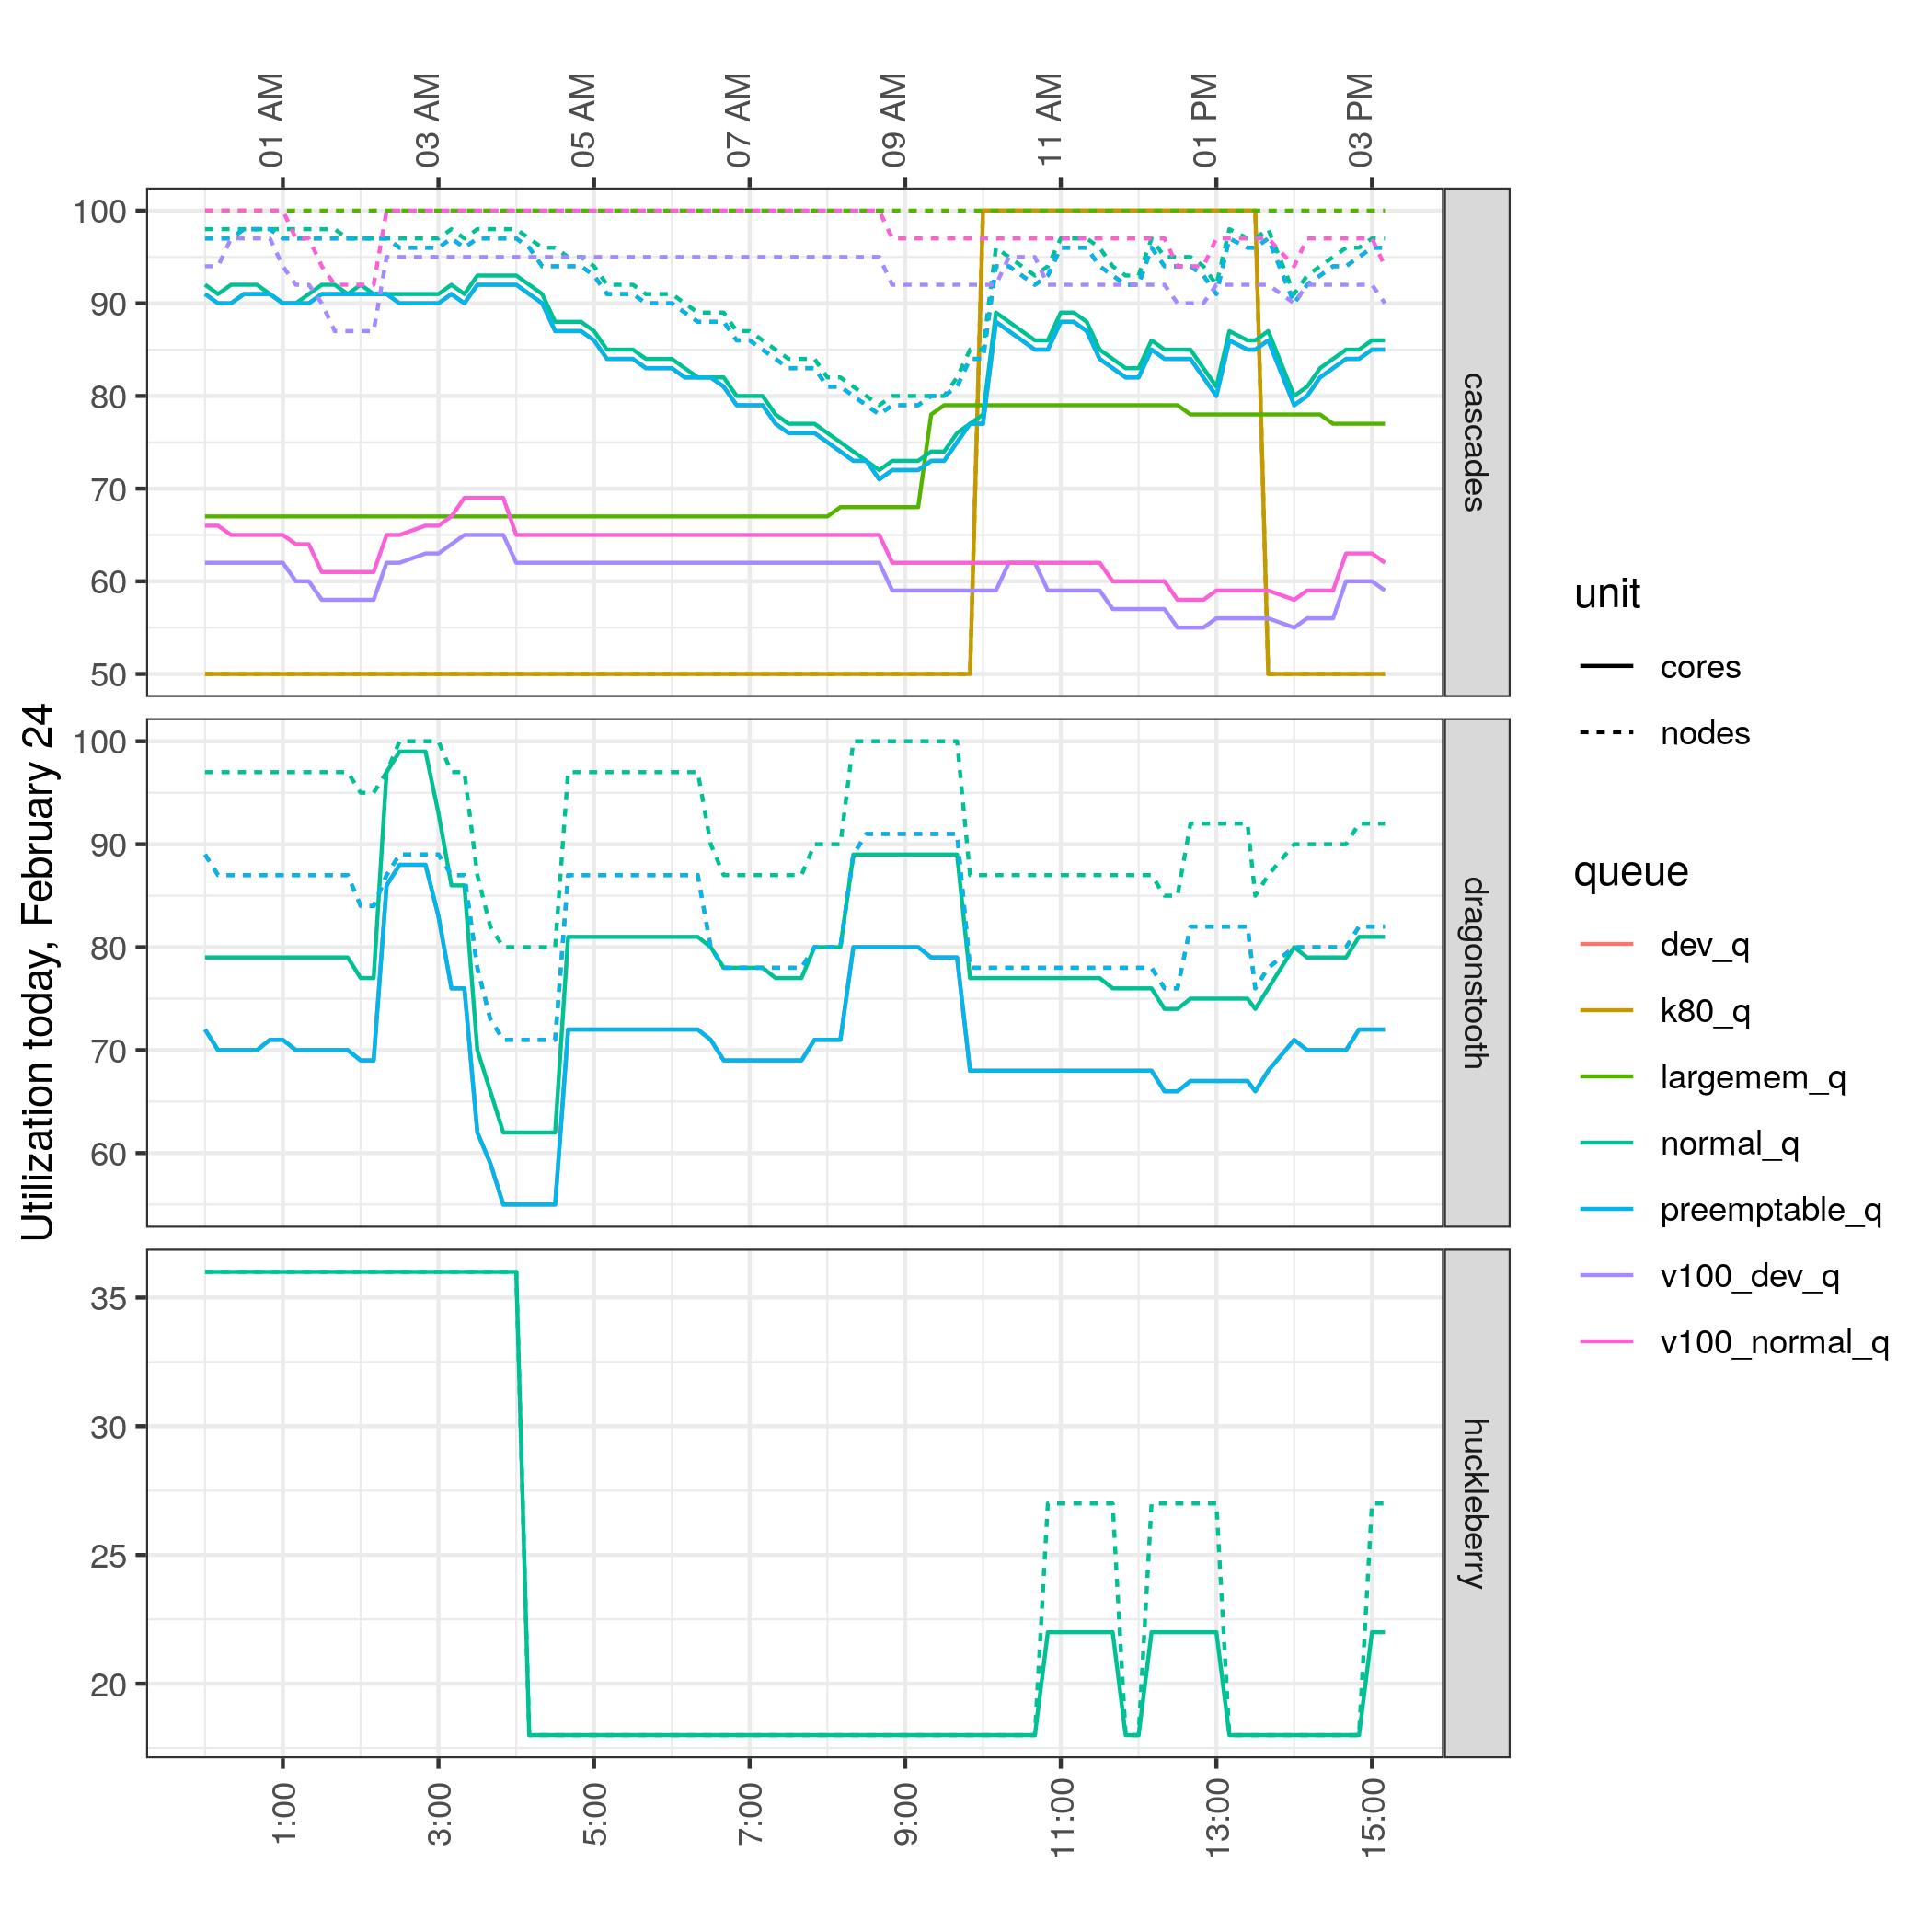 01 AM
03 AM
05 AM
07 AM
09 AM
11 AM
01 PM
03 PM
100
90
80
70
60
50
cascades
100
90
80
70
60
dragonstooth
35
30
25
20
huckleberry
1:00
3:00
5:00
7:00
9:00
11:00
13:00
15:00
Utilization today, February 24
unit
cores
nodes
queue
dev_q
k80_q
largemem_q
normal_q
preemptable_q
v100_dev_q
v100_normal_q